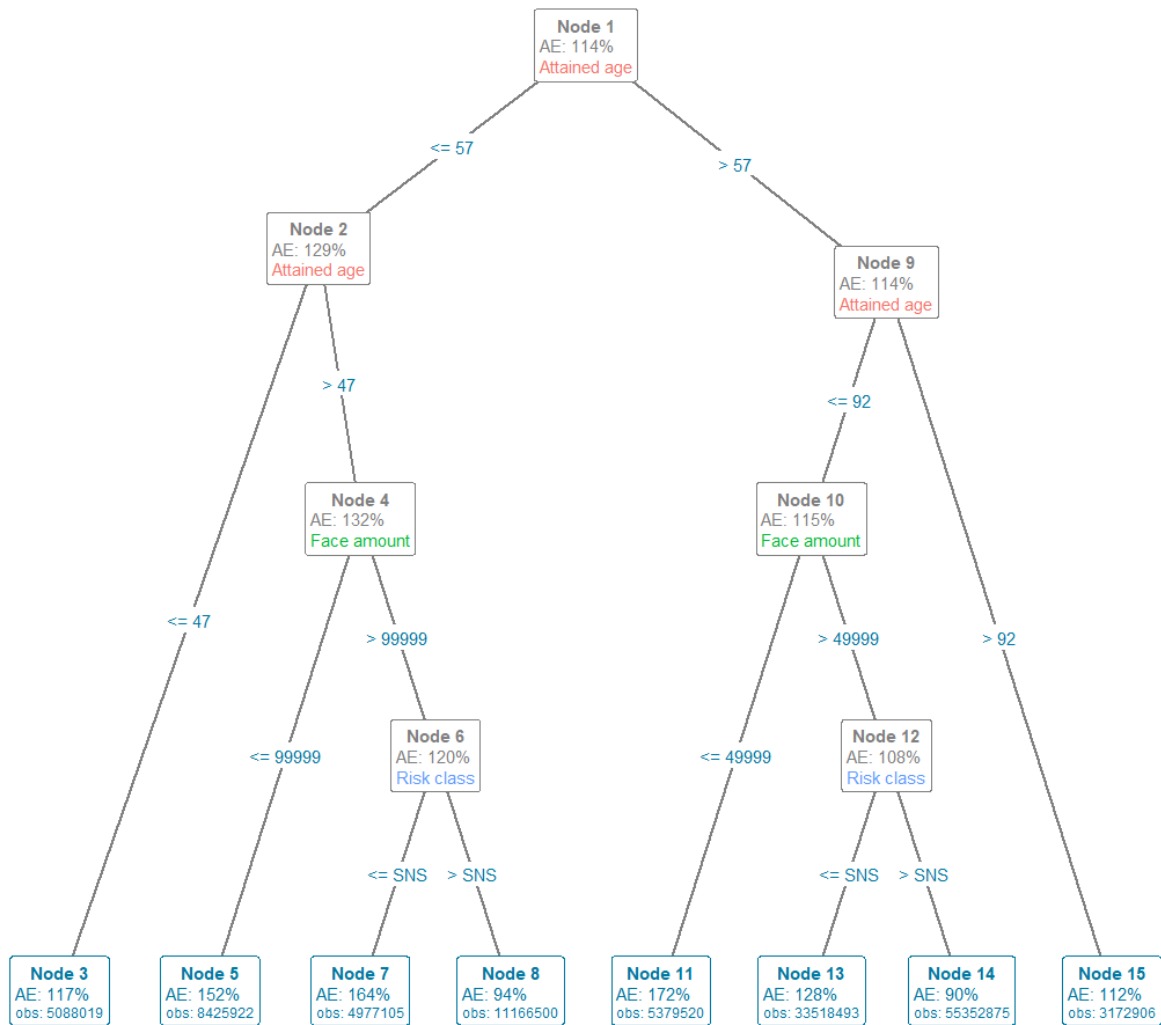 Node 1
AE: 114%
Attained age
<= 57
> 57
Node 2
AE: 129%
Attained age
Node 9
AE: 114%
Attained age
> 47
<= 92
Node 4
AE: 132%
Face amount
Node 10
AE: 115%
Face amount
<= 47
> 99999
> 49999
> 92
Node 6
AE: 120%
Risk class
Node 12
AE: 108%
Risk class
<= 99999
<= 49999
<= SNS
> SNS
<= SNS
> SNS
Node 3
AE: 117%
obs: 5088019
Node 5
AE: 152%
obs: 8425922
Node 7
AE: 164%
obs: 4977105
Node 8
AE: 94%
obs: 11166500
Node 11
AE: 172%
obs: 5379520
Node 13
AE: 128%
obs: 33518493
Node 14
AE: 90%
obs: 55352875
Node 15
AE: 112%
obs: 3172906